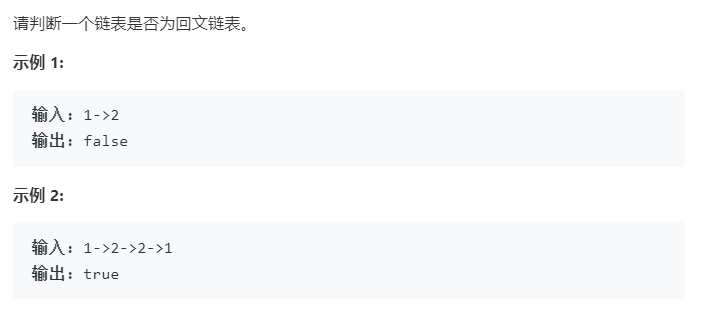 请判断一个链表是否为回文链表。
示例 1:
输入：1->2
输出：false
示例 2:
输入：1->2->2->1
输出：true